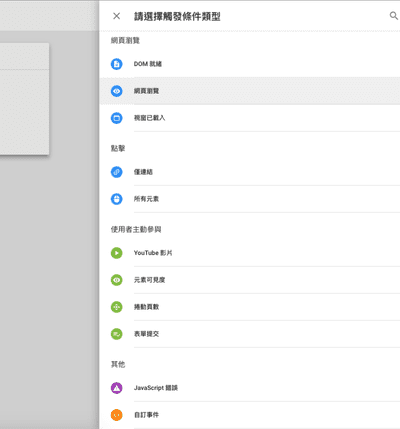 請選擇觸發條件類型
網頁瀏覽
DOM 就緒
網頁瀏覽
視窗已載入
點擊
僅連結
所有元素
使用者主動參與
YouTube 影片
元素可見度
捲動頁數
表單提交
其他
JavaScript 錯誤
自訂事件